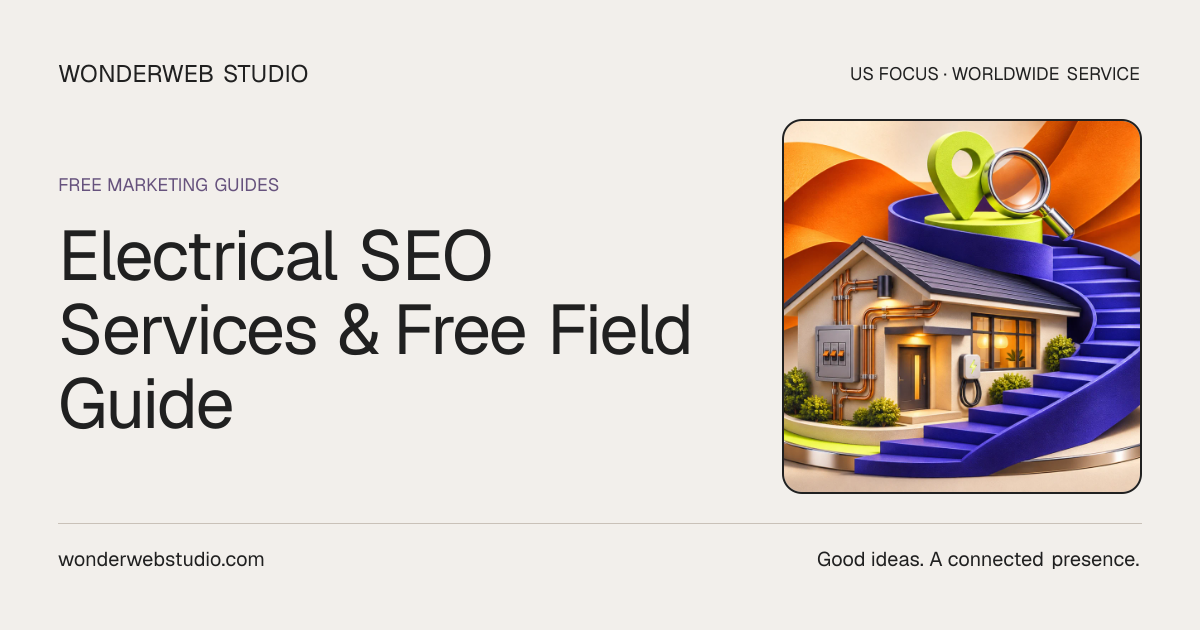 WONDERWEB STUDIO
US FOCUS · WORLDWIDE SERVICE
FREE MARKETING GUIDES
Electrical SEO
Services & Free Field
Guide
wonderwebstudio.com
Good ideas. A connected presence.